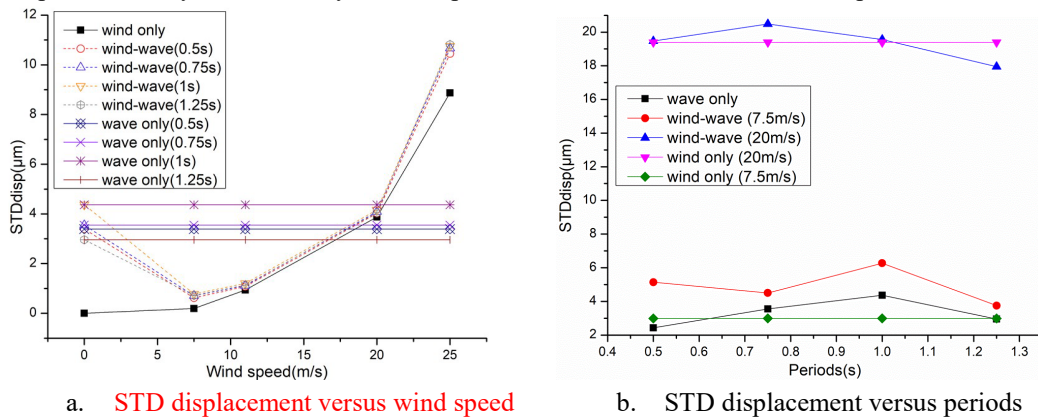 wind only
wind-wave(0.5s)
wind-wave(0.75s)
wind-wave(1s)
wind-wave(1.25s)
wave only(0.5s)
wave only(0.75s)
wave only(1s)
wave only(1.25s)
STDdisp(μm)
12
10
8
6
4
2
0
0
5
10
15
20
25
Wind speed(m/s)
a. STD displacement versus wind speed
wave only
wind-wave (7.5m/s)
wind-wave (20m/s)
wind only (20m/s)
wind only (7.5m/s)
STDdisp(μm)
20
18
16
14
12
10
8
6
4
2
0.4
0.5
0.6
0.7
0.8
0.9
1.0
1.1
1.2
1.3
Periods(s)
b. STD displacement versus periods